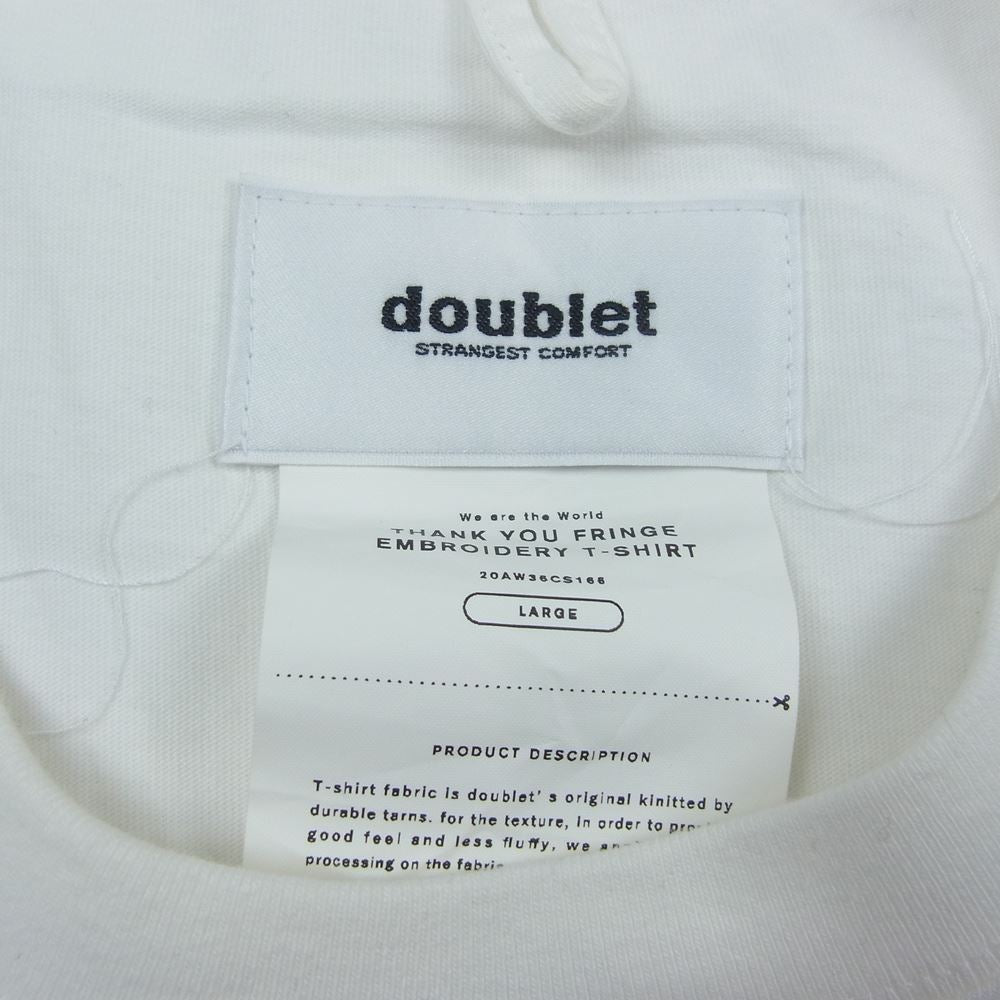 doublet
STRANGEST COMFORT
We are the World
THANK YOU FRINGE
EMBROIDERY T-SHIRT
20AW36CS166
LARGE
PRODUCT DESCRIPTION
T-shirt fabric is doublet' s original kinitted by
durable tarns. for the texture, in order to
good feel and less fluffy, we
processing on the